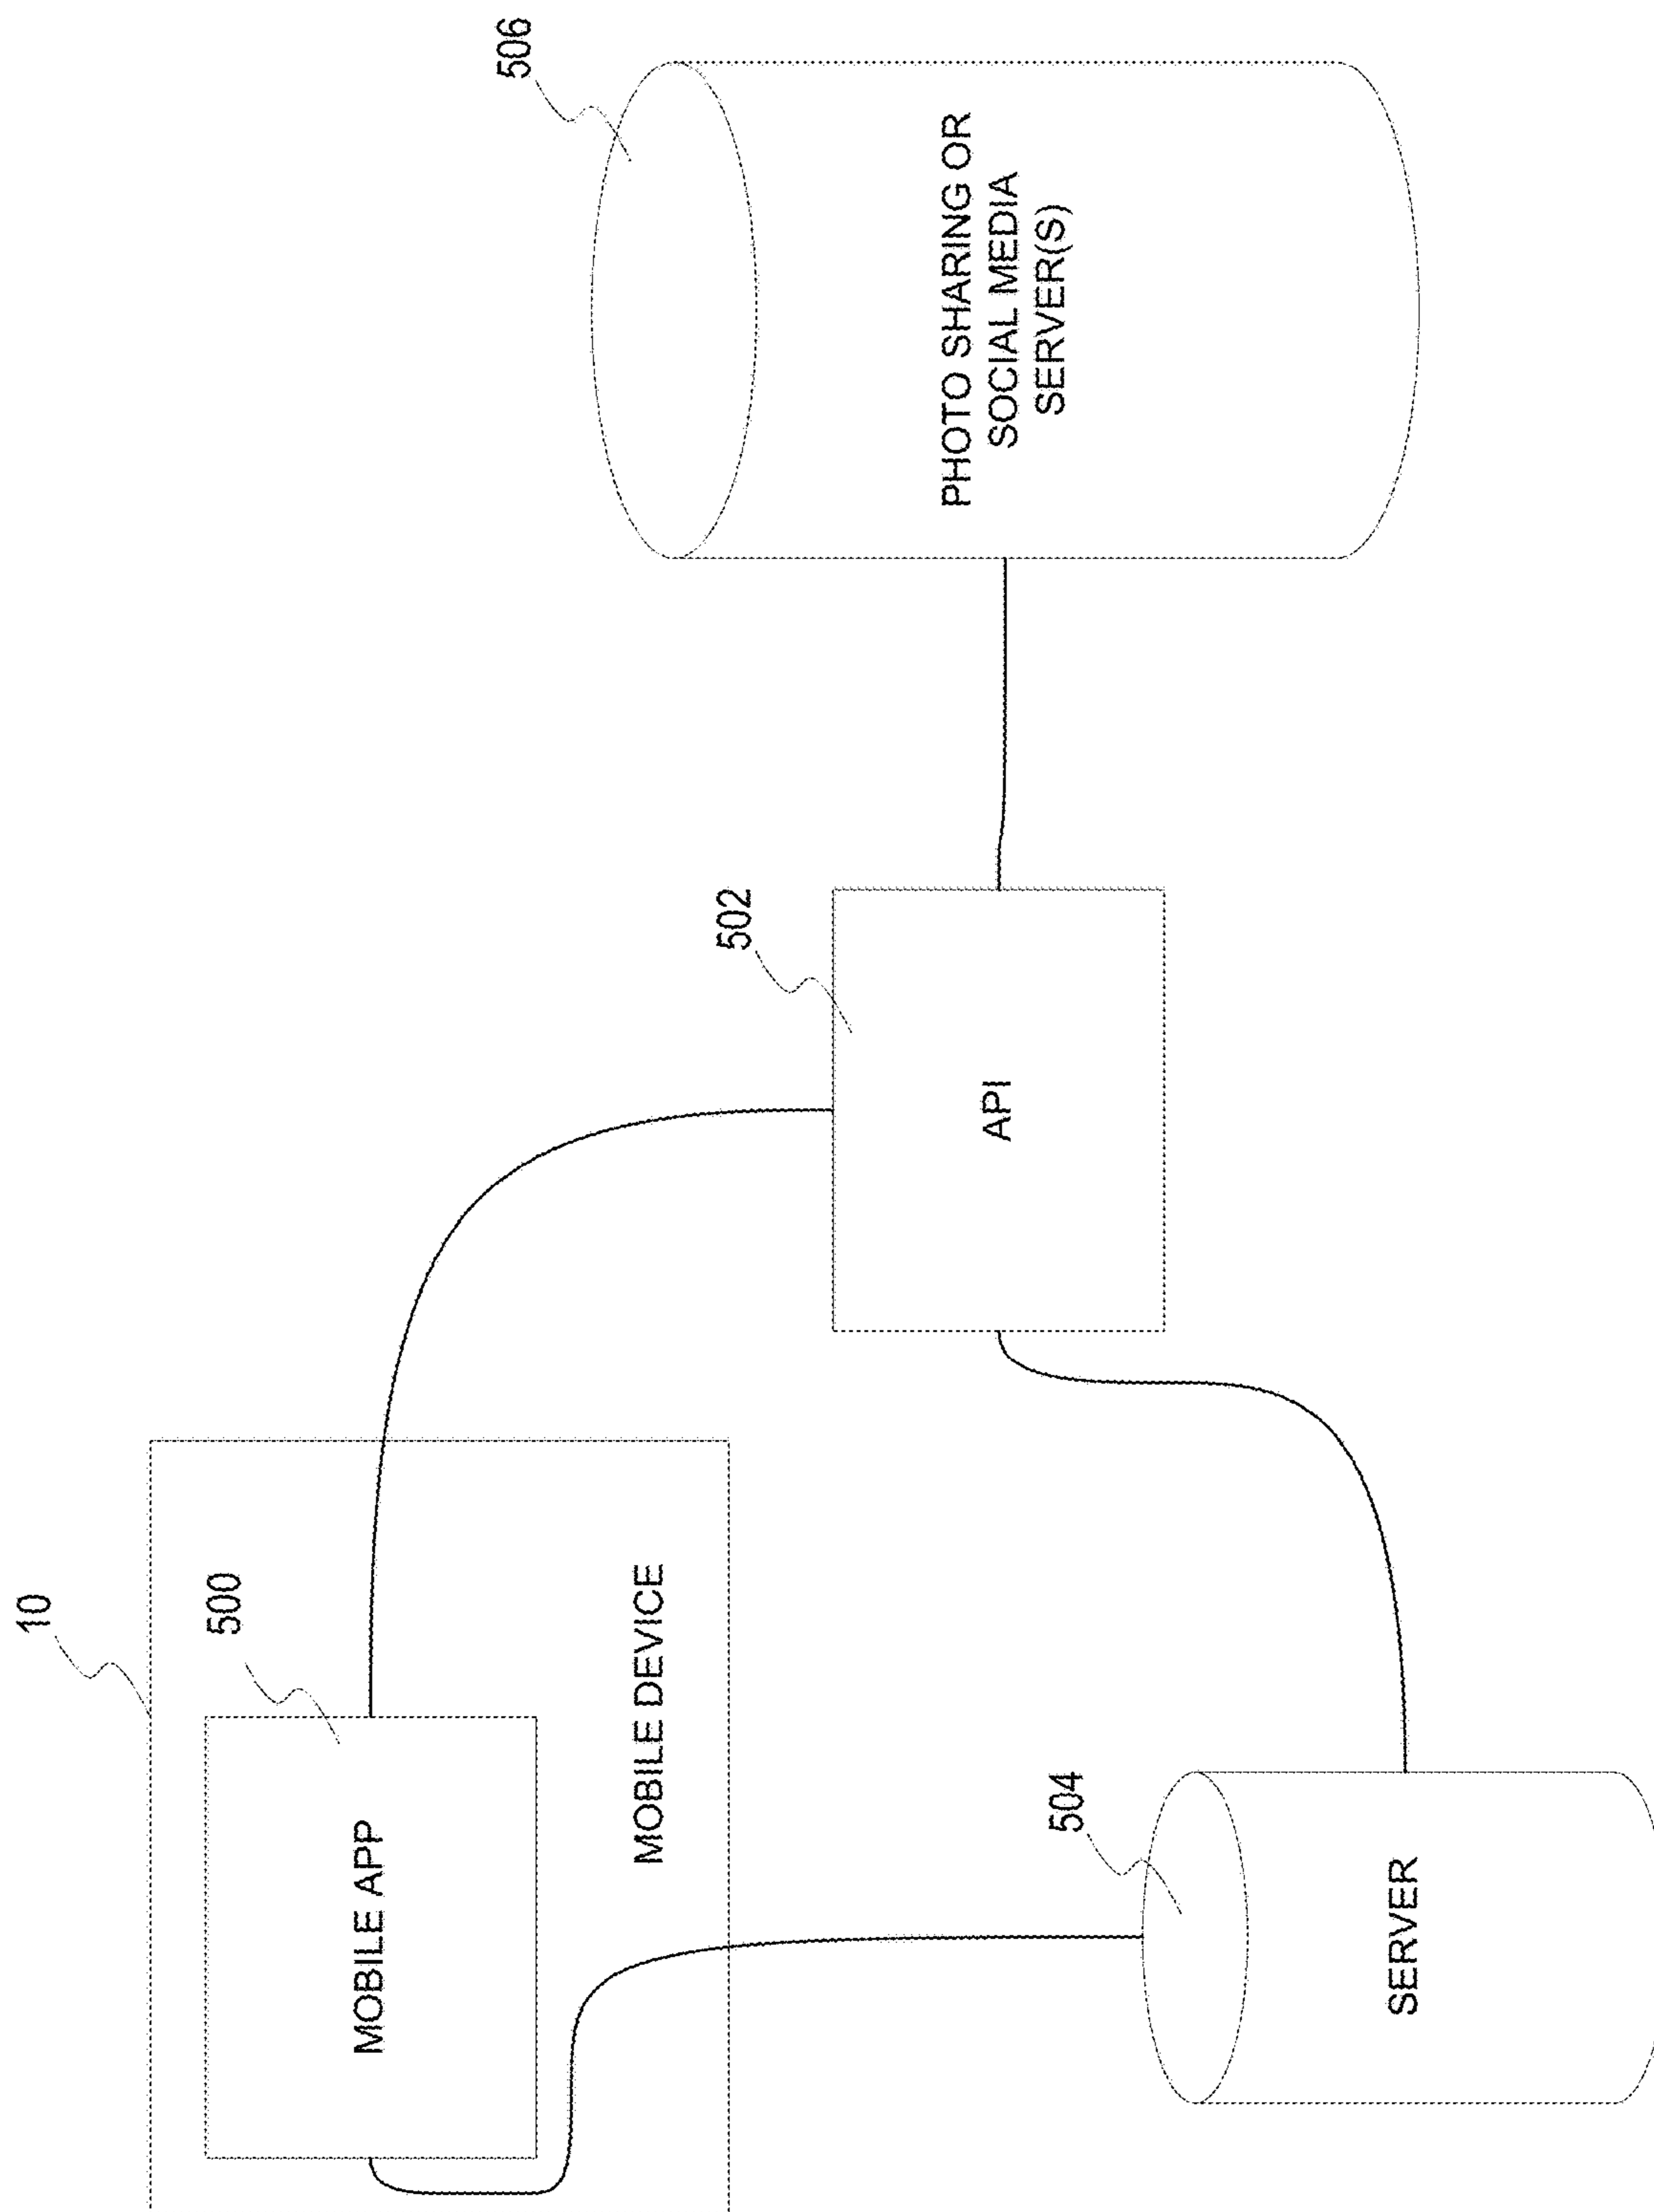 10
500
MOBILE APP
MOBILE DEVICE
504
SERVER
502
API
506
PHOTO SHARING OR
SOCIAL MEDIA
SERVER(S)